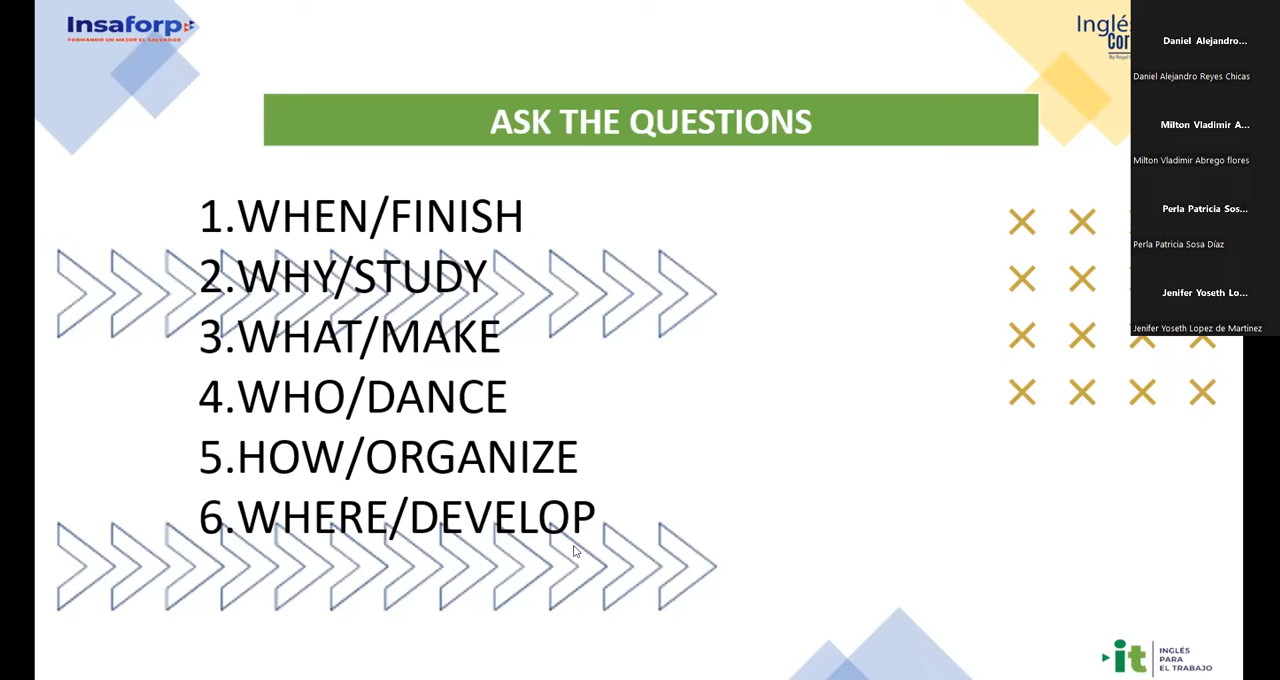 Insaforp
FORMANDO UN MEJOR EL SALVADOR
Inglés
Cor
Daniel Alejandro...
Daniel Alejandro Reyes Chicas
ASK THE QUESTIONS
Milton Vladimir A...
Milton Vladimir Abrego flores
1.WHEN/FINISH
Perla Patricia Sos...
Perla Patricia Sosa Díaz
2.WHY/STUDY
Jenifer Yoseth Lo...
Jenifer Yoseth Lopez de Martinez
3.WHAT/MAKE
4.WHO/DANCE
5.HOW/ORGANIZE
6.WHERE/DEVELOP
it
INGLÉS
PARA
EL TRABAJO